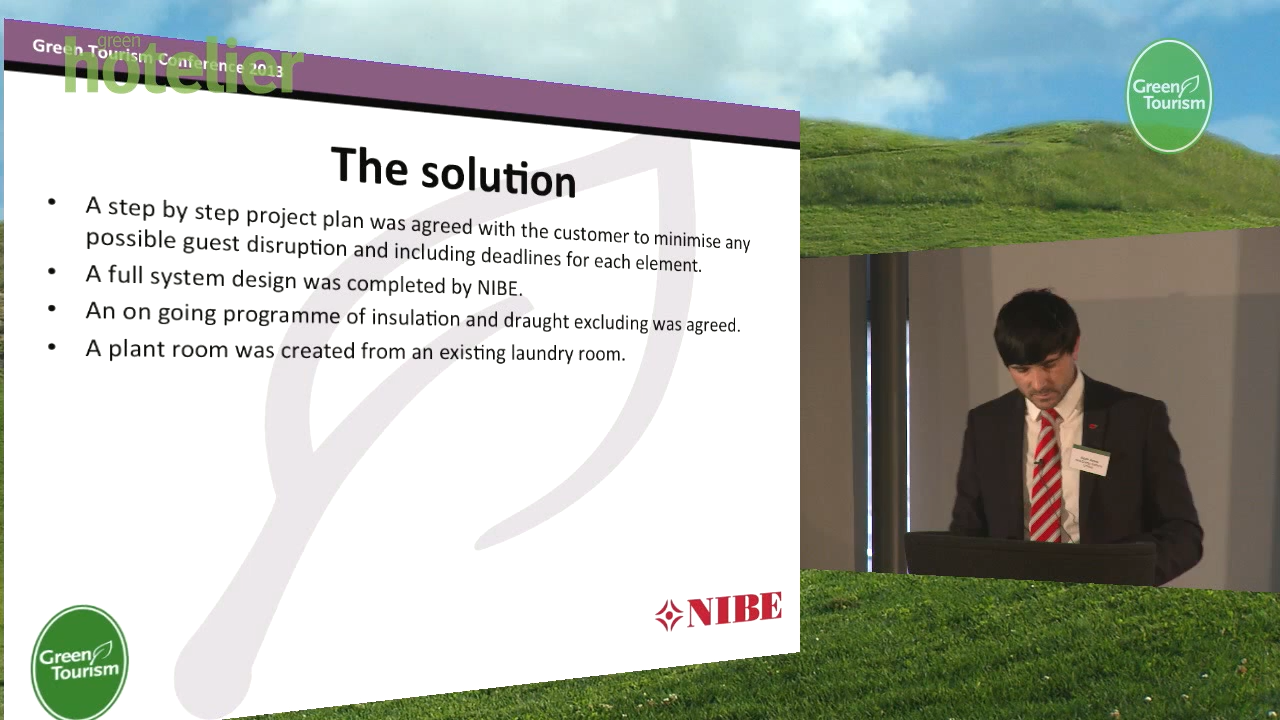 green
hotelier
Green Tourism Conference 2013
Green
Tourism
The solution
• A step by step project plan was agreed with the customer to minimise any
possible guest disruption and including deadlines for each element.
• A full system design was completed by NIBE.
• An on going programme of insulation and draught excluding was agreed.
• A plant room was created from an existing laundry room.
NIBE
Green
Tourism